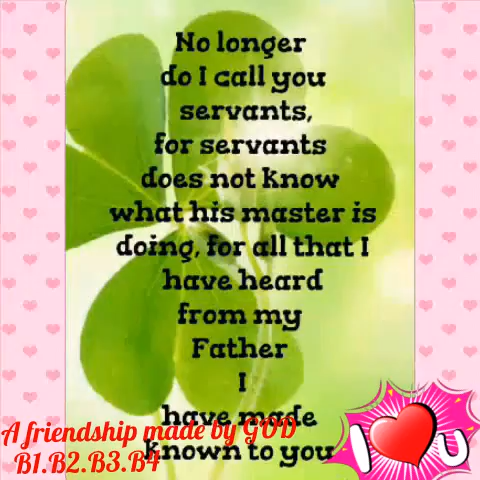 No longer
do I call you
servants,
for servants
does not know
what his master is
doing, for all that I
have heard
from my
Father
I
have made
known to you
A friendship made by GOD
B1.B2.B3.B4
I U